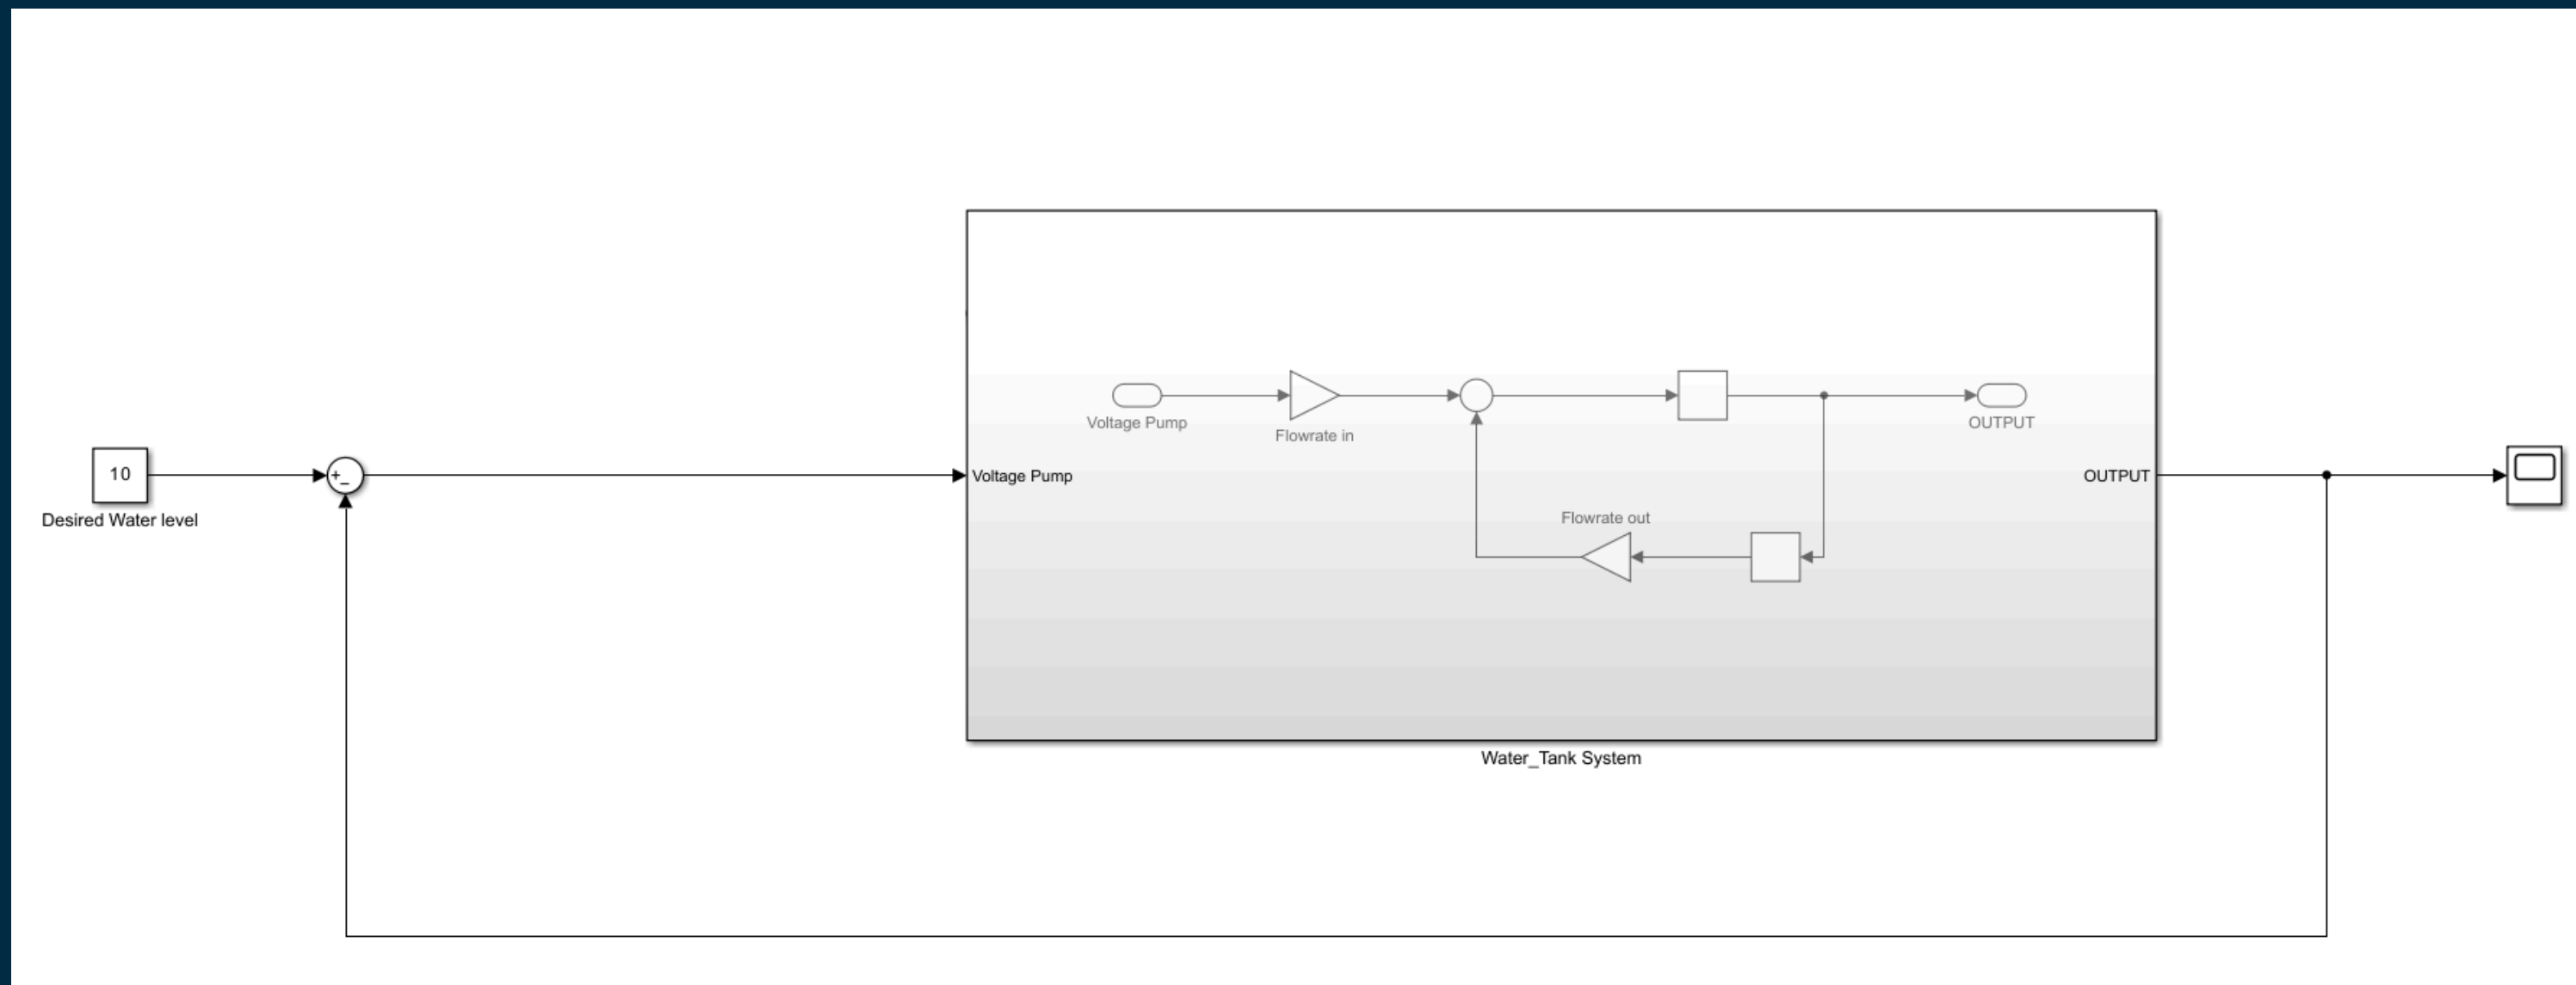 Voltage Pump
Flowrate in
OUTPUT
10
+
_
Voltage Pump
OUTPUT
Desired Water level
Flowrate out
Water_Tank System